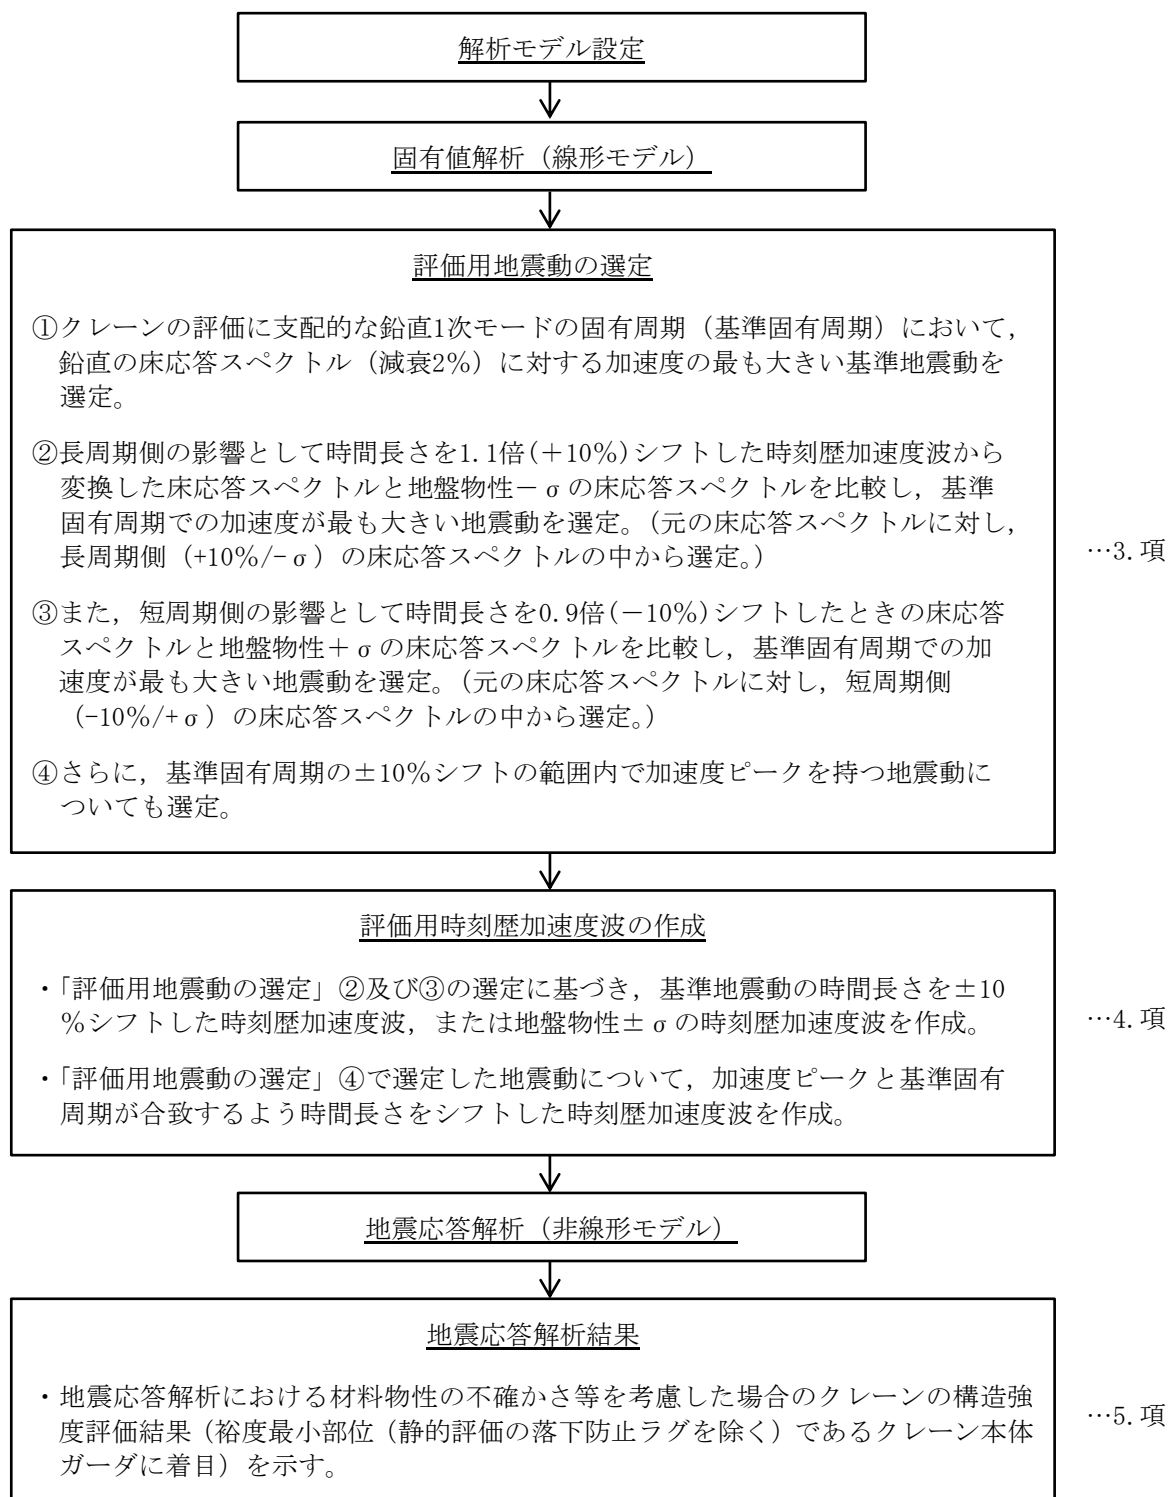 解析モデル設定
固有値解析（線形モデル）
評価用地震動の選定
①クレーンの評価に支配的な鉛直1次モードの固有周期（基準固有周期）において，
鉛直の床応答スペクトル（減衰2％）に対する加速度の最も大きい基準地震動を
選定。
②長周期側の影響として時間長さを1.1倍(＋10％)シフトした時刻歴加速度波から
変換した床応答スペクトルと地盤物性－σの床応答スペクトルを比較し，基準
固有周期での加速度が最も大きい地震動を選定。（元の床応答スペクトルに対し，
長周期側（+10％/-σ）の床応答スペクトルの中から選定。）
…3.項
③また，短周期側の影響として時間長さを0.9倍(－10％)シフトしたときの床応答
スペクトルと地盤物性＋σの床応答スペクトルを比較し，基準固有周期での加
速度が最も大きい地震動を選定。（元の床応答スペクトルに対し，短周期側
（-10％/+σ）の床応答スペクトルの中から選定。）
④さらに，基準固有周期の±10％シフトの範囲内で加速度ピークを持つ地震動に
ついても選定。
評価用時刻歴加速度波の作成
・「評価用地震動の選定」②及び③の選定に基づき，基準地震動の時間長さを±10
％シフトした時刻歴加速度波，または地盤物性±σの時刻歴加速度波を作成。
…4.項
・「評価用地震動の選定」④で選定した地震動について，加速度ピークと基準固有
周期が合致するよう時間長さをシフトした時刻歴加速度波を作成。
地震応答解析（非線形モデル）
地震応答解析結果
・地震応答解析における材料物性の不確かさ等を考慮した場合のクレーンの構造強
度評価結果（裕度最小部位（静的評価の落下防止ラグを除く）であるクレーン本体
ガーダに着目）を示す。
…5.項